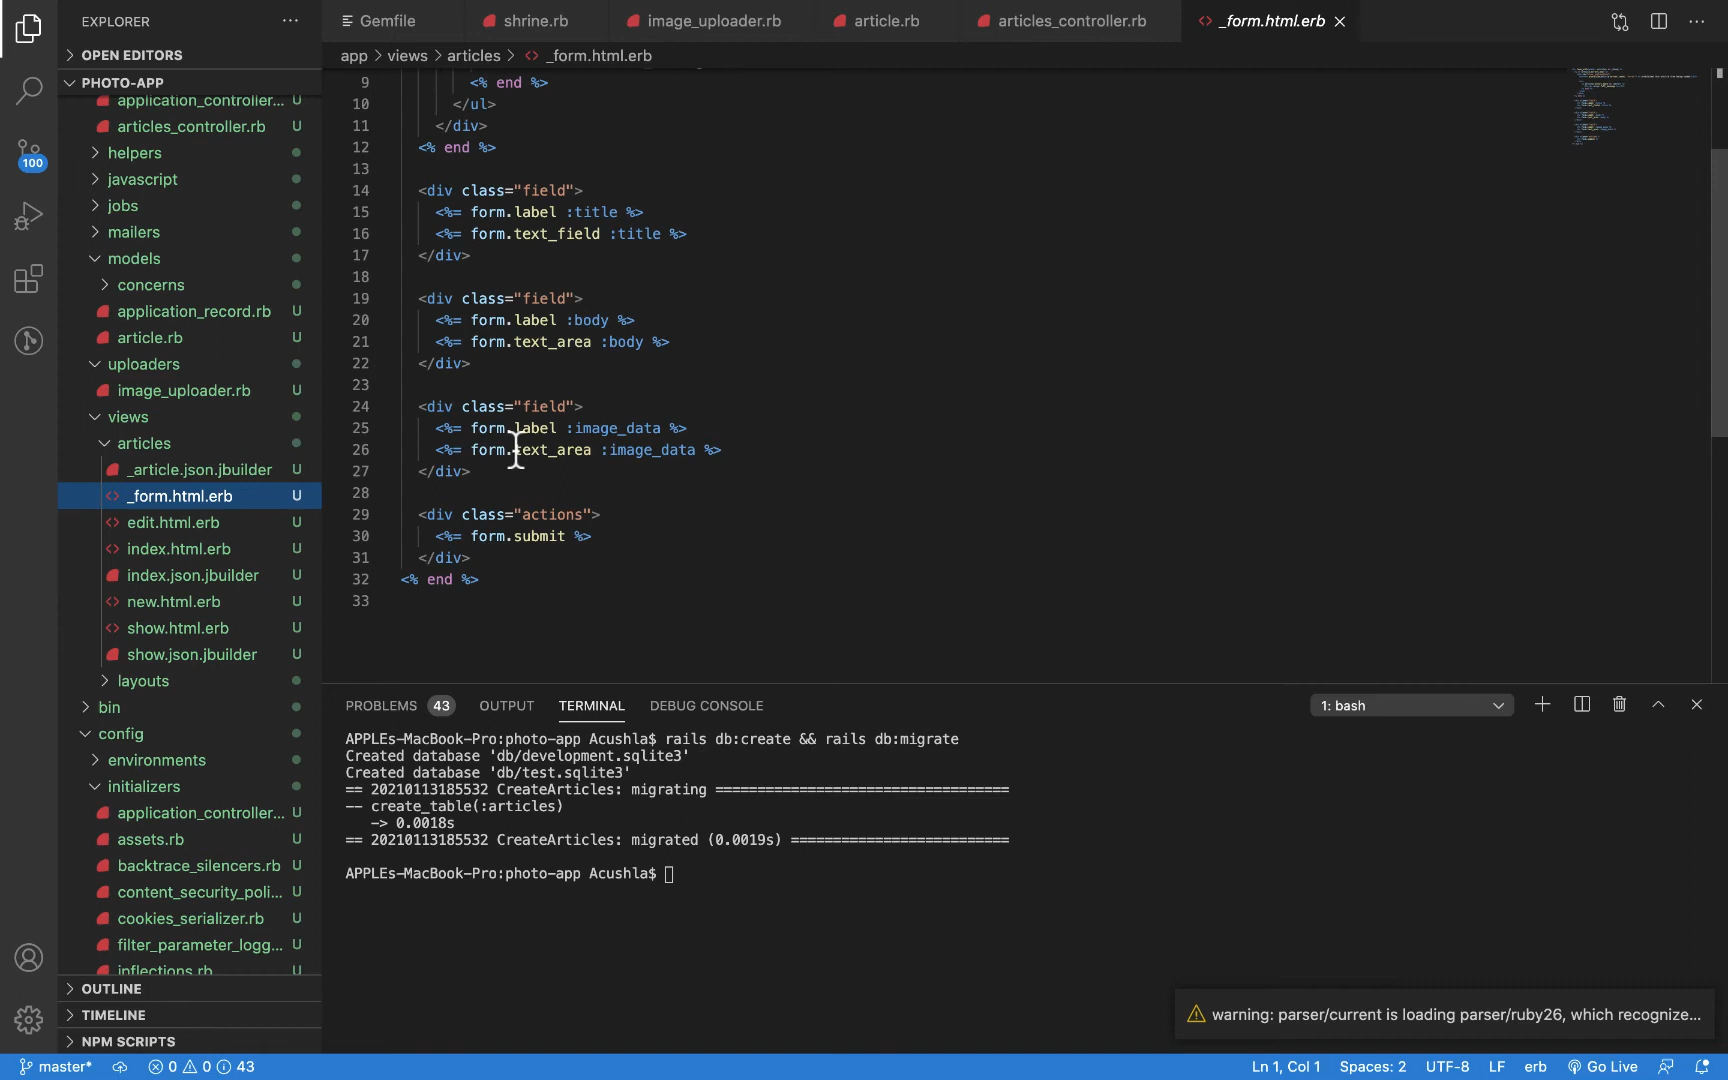 EXPLORER
Gemfile
shrine.rb
image_uploader.rb
article.rb
articles_controller.rb
_form.html.erb
OPEN EDITORS
app > views > articles > <> _form.html.erb
PHOTO-APP
application_controller... U
articles_controller.rb U
helpers
javascript
jobs
mailers
models
concerns
application_record.rb U
article.rb U
uploaders
image_uploader.rb U
views
articles
_article.json.jbuilder U
_form.html.erb U
edit.html.erb U
index.html.erb U
index.json.jbuilder U
new.html.erb U
show.html.erb U
show.json.jbuilder U
layouts
bin
config
environments
initializers
application_controller... U
assets.rb U
backtrace_silencers.rb U
content_security_poli... U
cookies_serializer.rb U
filter_parameter_logg... U
inflections.rb U
OUTLINE
TIMELINE
NPM SCRIPTS
100
9 <% end %>
10 </ul>
11 </div>
12 <% end %>
13
14 <div class="field">
15 <%= form.label :title %>
16 <%= form.text_field :title %>
17 </div>
18
19 <div class="field">
20 <%= form.label :body %>
21 <%= form.text_area :body %>
22 </div>
23
24 <div class="field">
25 <%= form.label :image_data %>
26 <%= form.text_area :image_data %>
27 </div>
28
29 <div class="actions">
30 <%= form.submit %>
31 </div>
32 <% end %>
33
PROBLEMS 43 OUTPUT TERMINAL DEBUG CONSOLE 1: bash
APPLEs-MacBook-Pro:photo-app Acushla$ rails db:create && rails db:migrate
Created database 'db/development.sqlite3'
Created database 'db/test.sqlite3'
== 20210113185532 CreateArticles: migrating ===================================
-- create_table(:articles)
-> 0.0018s
== 20210113185532 CreateArticles: migrated (0.0019s) ==========================
APPLEs-MacBook-Pro:photo-app Acushla$
warning: parser/current is loading parser/ruby26, which recognize...
master* 0 0 43 Ln 1, Col 1 Spaces: 2 UTF-8 LF erb Go Live